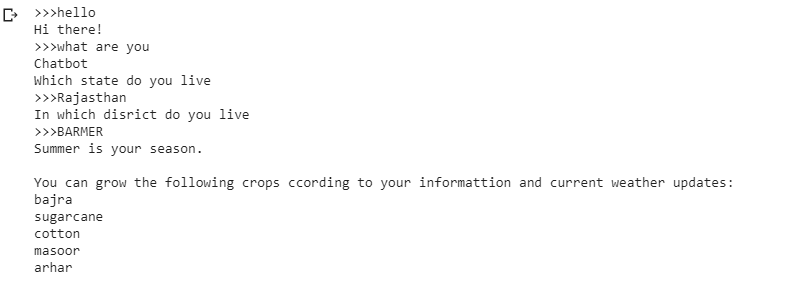 >>>hello
Hi there!
>>>what are you
Chatbot
Which state do you live
>>>Rajasthan
In which disrict do you live
>>>BARMER
Summer is your season.
You can grow the following crops ccording to your informattion and current weather updates:
bajra
sugarcane
cotton
masoor
arhar